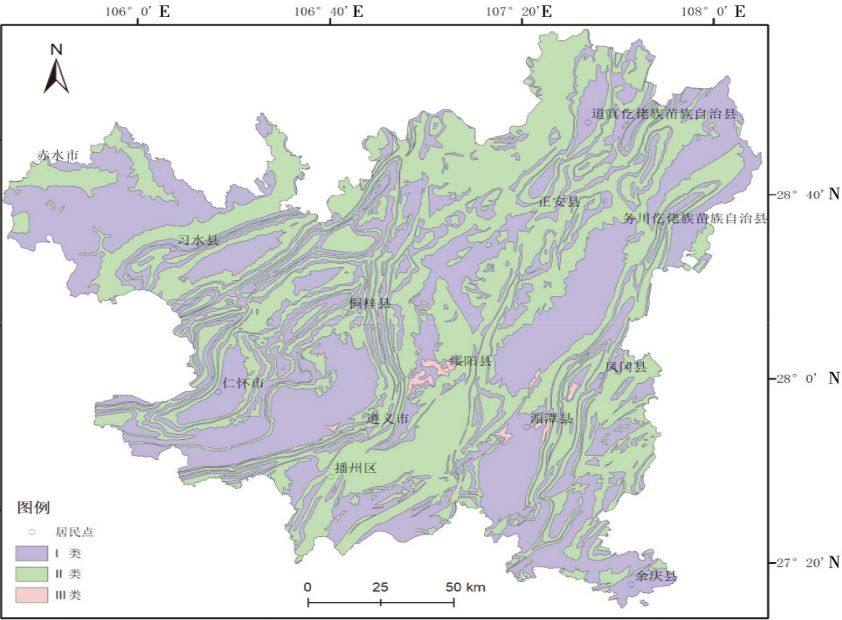 106° 0' E 106° 40' E 107° 20' E 108° 0' E
N
道真仡佬族苗族自治县
赤水市
28° 40' N
正安县
务川仡佬族苗族自治县
习水县
桐梓县
绥阳县
凤冈县
28° 0' N
仁怀市
遵义市
湄潭县
播州区
图例
居民点
I 类
II 类
III 类
0 25 50 km
27° 20' N
余庆县